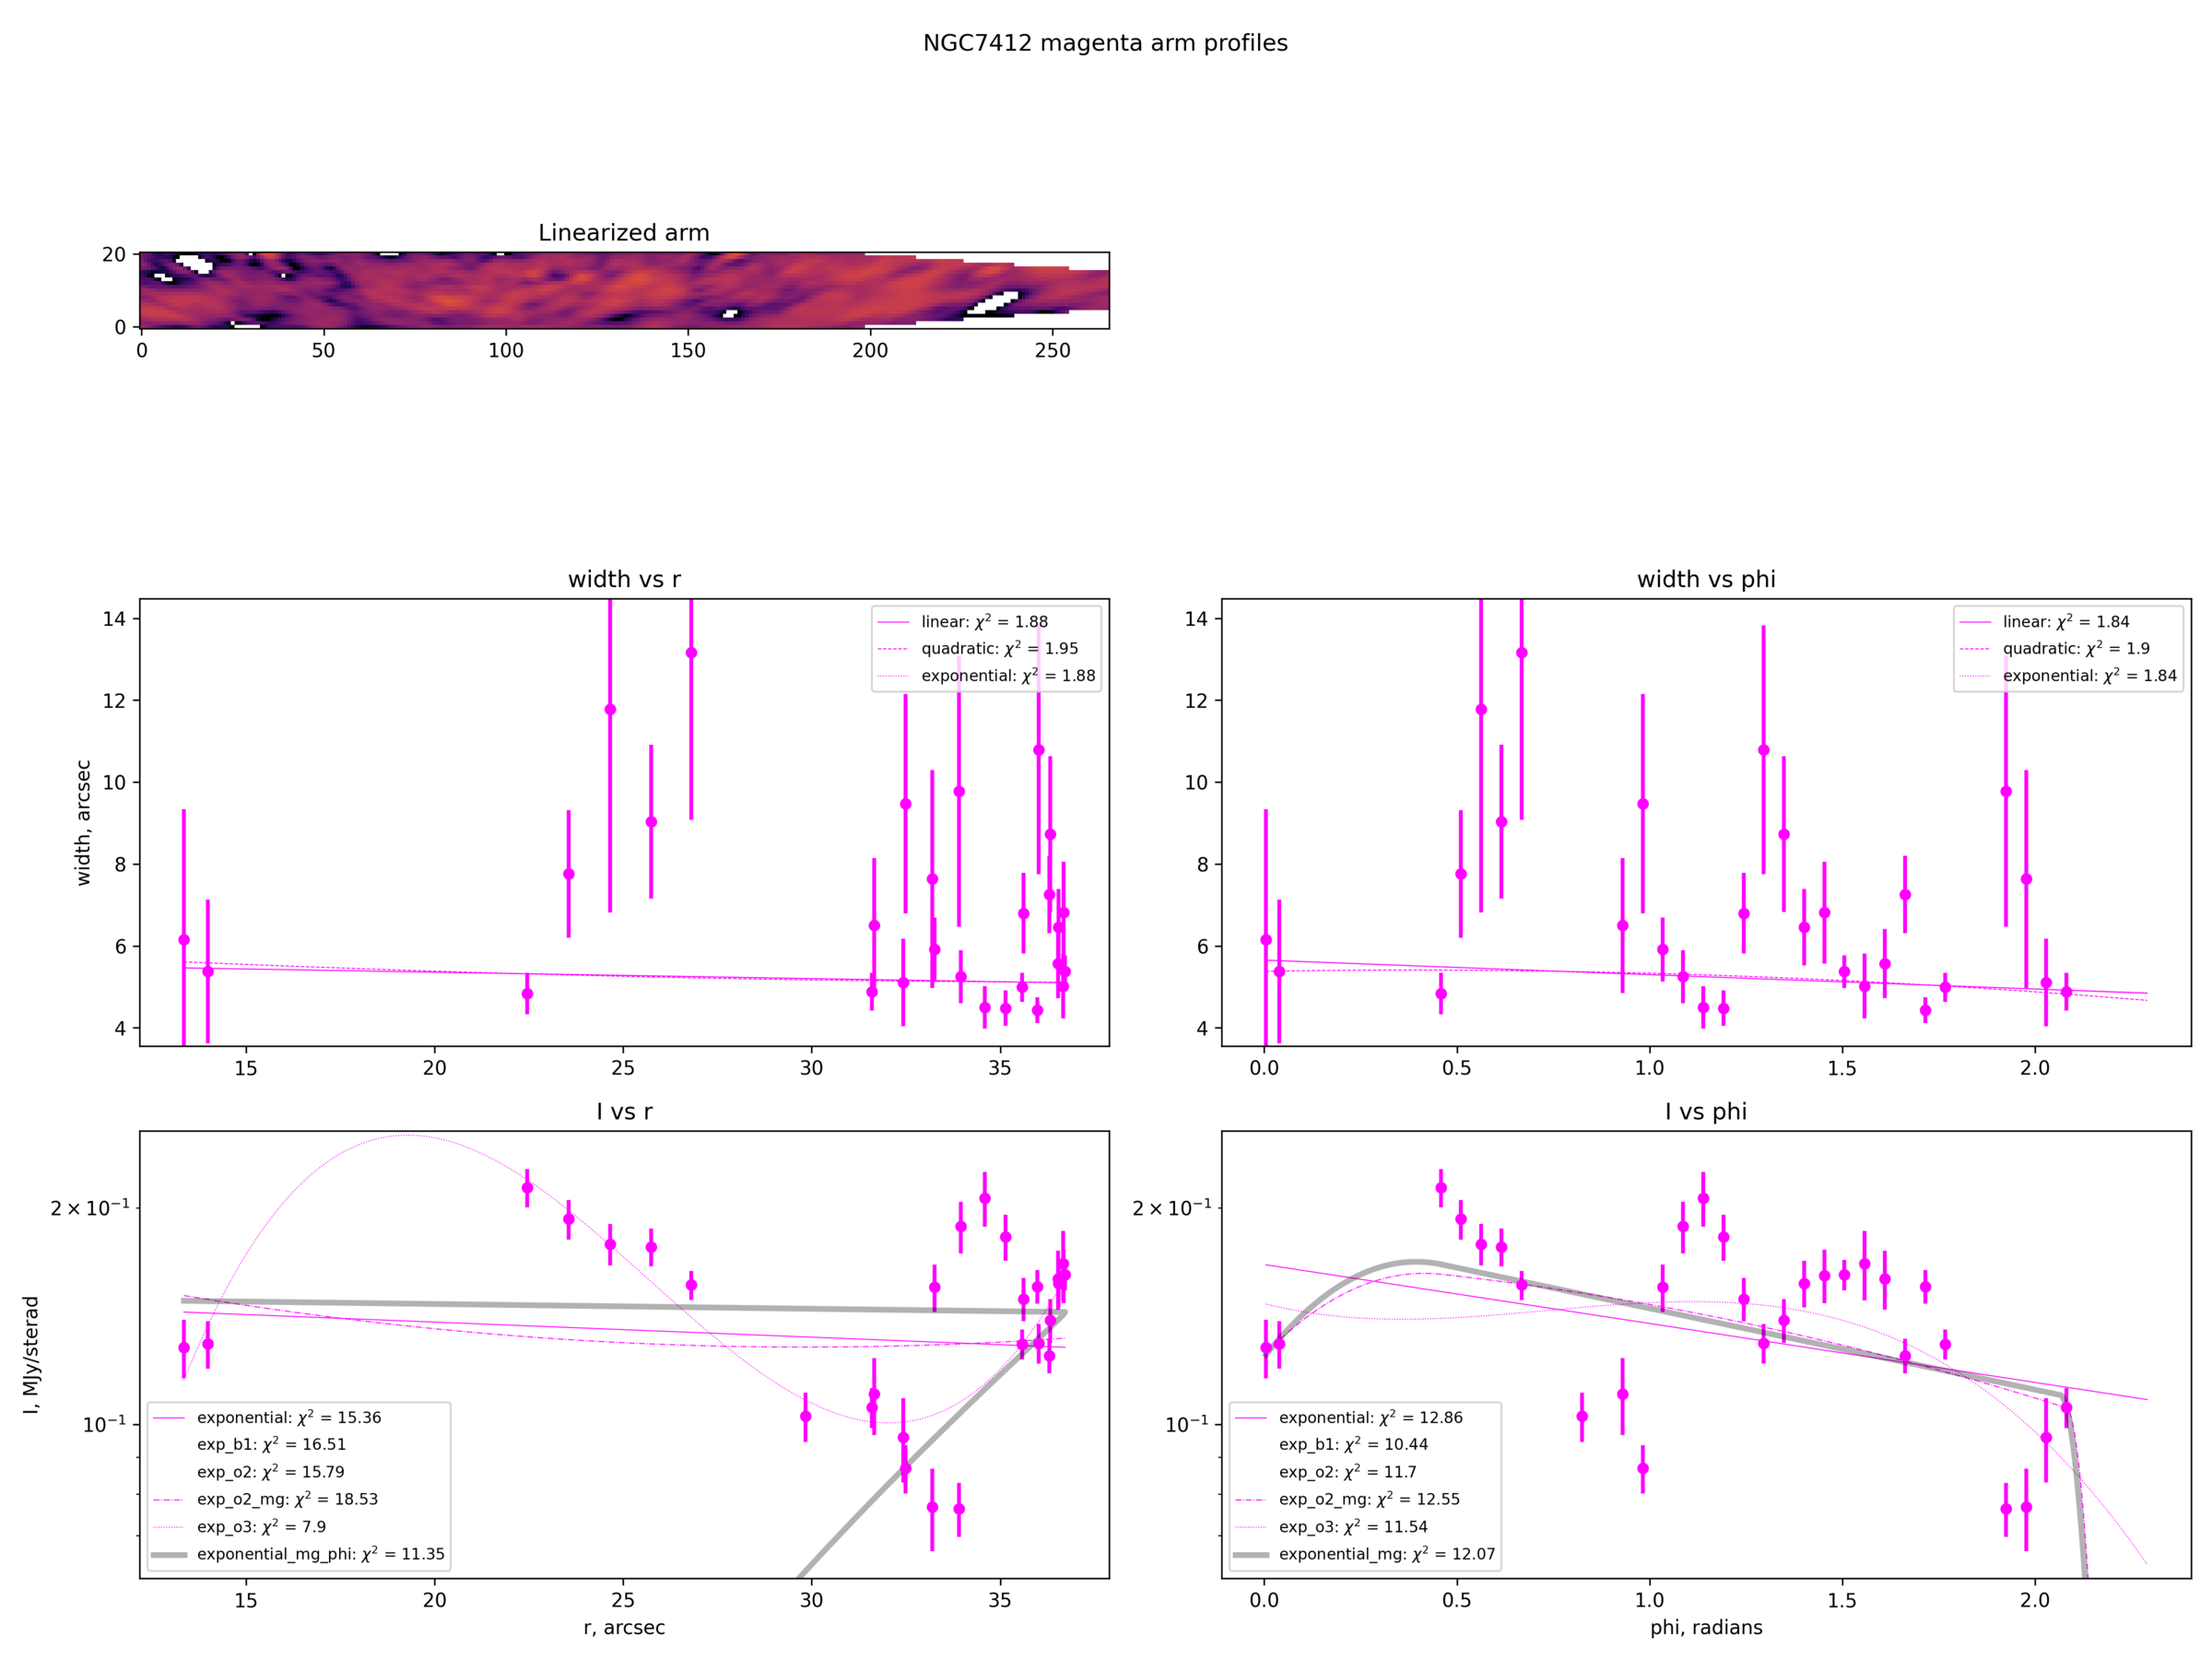 NGC7412 magenta arm profiles
Linearized arm
20
0
0 50 100 150 200 250
width vs r
width, arcsec
14
12
10
8
6
4
linear: χ² = 1.88
quadratic: χ² = 1.95
exponential: χ² = 1.88
15 20 25 30 35
width vs phi
14
12
10
8
6
4
linear: χ² = 1.84
quadratic: χ² = 1.9
exponential: χ² = 1.84
0.0 0.5 1.0 1.5 2.0
I vs r
I, MJy/sterad
2 × 10⁻¹
10⁻¹
exponential: χ² = 15.36
exp_b1: χ² = 16.51
exp_o2: χ² = 15.79
exp_o2_mg: χ² = 18.53
exp_o3: χ² = 7.9
exponential_mg_phi: χ² = 11.35
15 20 25 30 35
r, arcsec
I vs phi
2 × 10⁻¹
10⁻¹
exponential: χ² = 12.86
exp_b1: χ² = 10.44
exp_o2: χ² = 11.7
exp_o2_mg: χ² = 12.55
exp_o3: χ² = 11.54
exponential_mg: χ² = 12.07
0.0 0.5 1.0 1.5 2.0
phi, radians